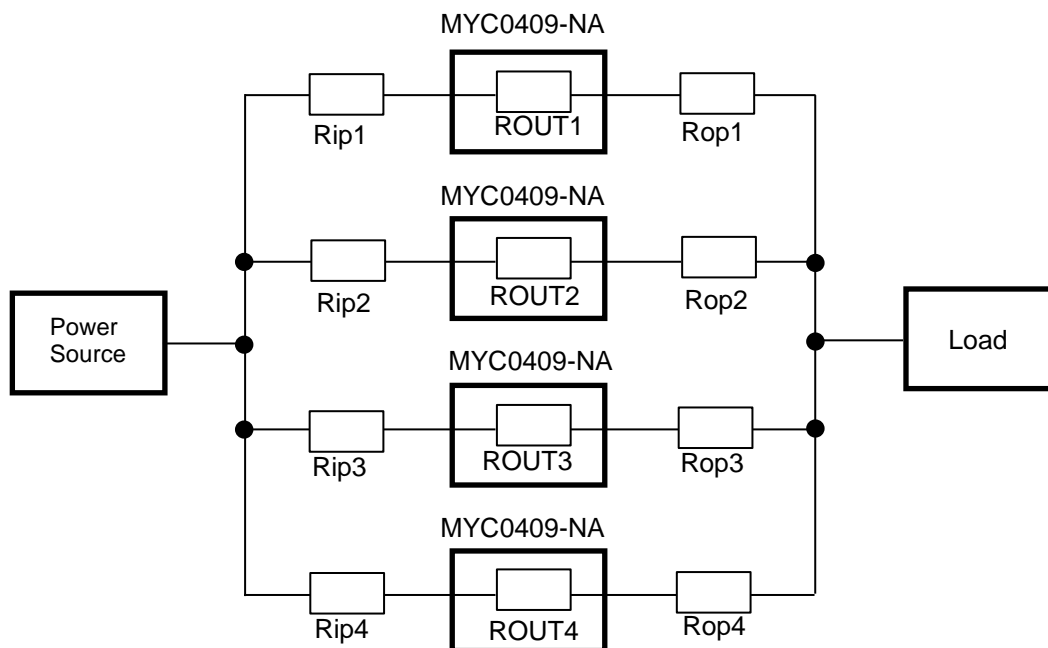 MYC0409-NA
Rip1
ROUT1
Rop1
MYC0409-NA
Rip2
ROUT2
Rop2
Power
Source
Load
MYC0409-NA
Rip3
ROUT3
Rop3
MYC0409-NA
Rip4
ROUT4
Rop4